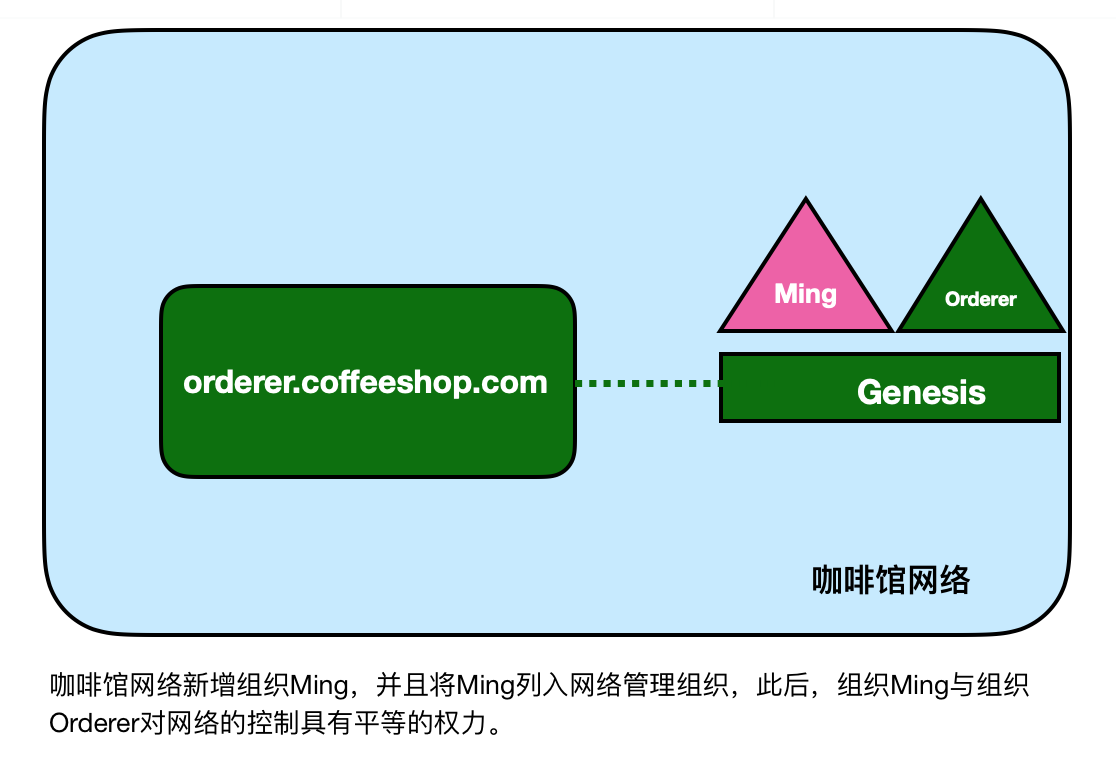 Ming
Orderer
orderer.coffeeshop.com
Genesis
咖啡馆网络
咖啡馆网络新增组织Ming，并且将Ming列入网络管理组织，此后，组织Ming与组织
Orderer对网络的控制具有平等的权力。